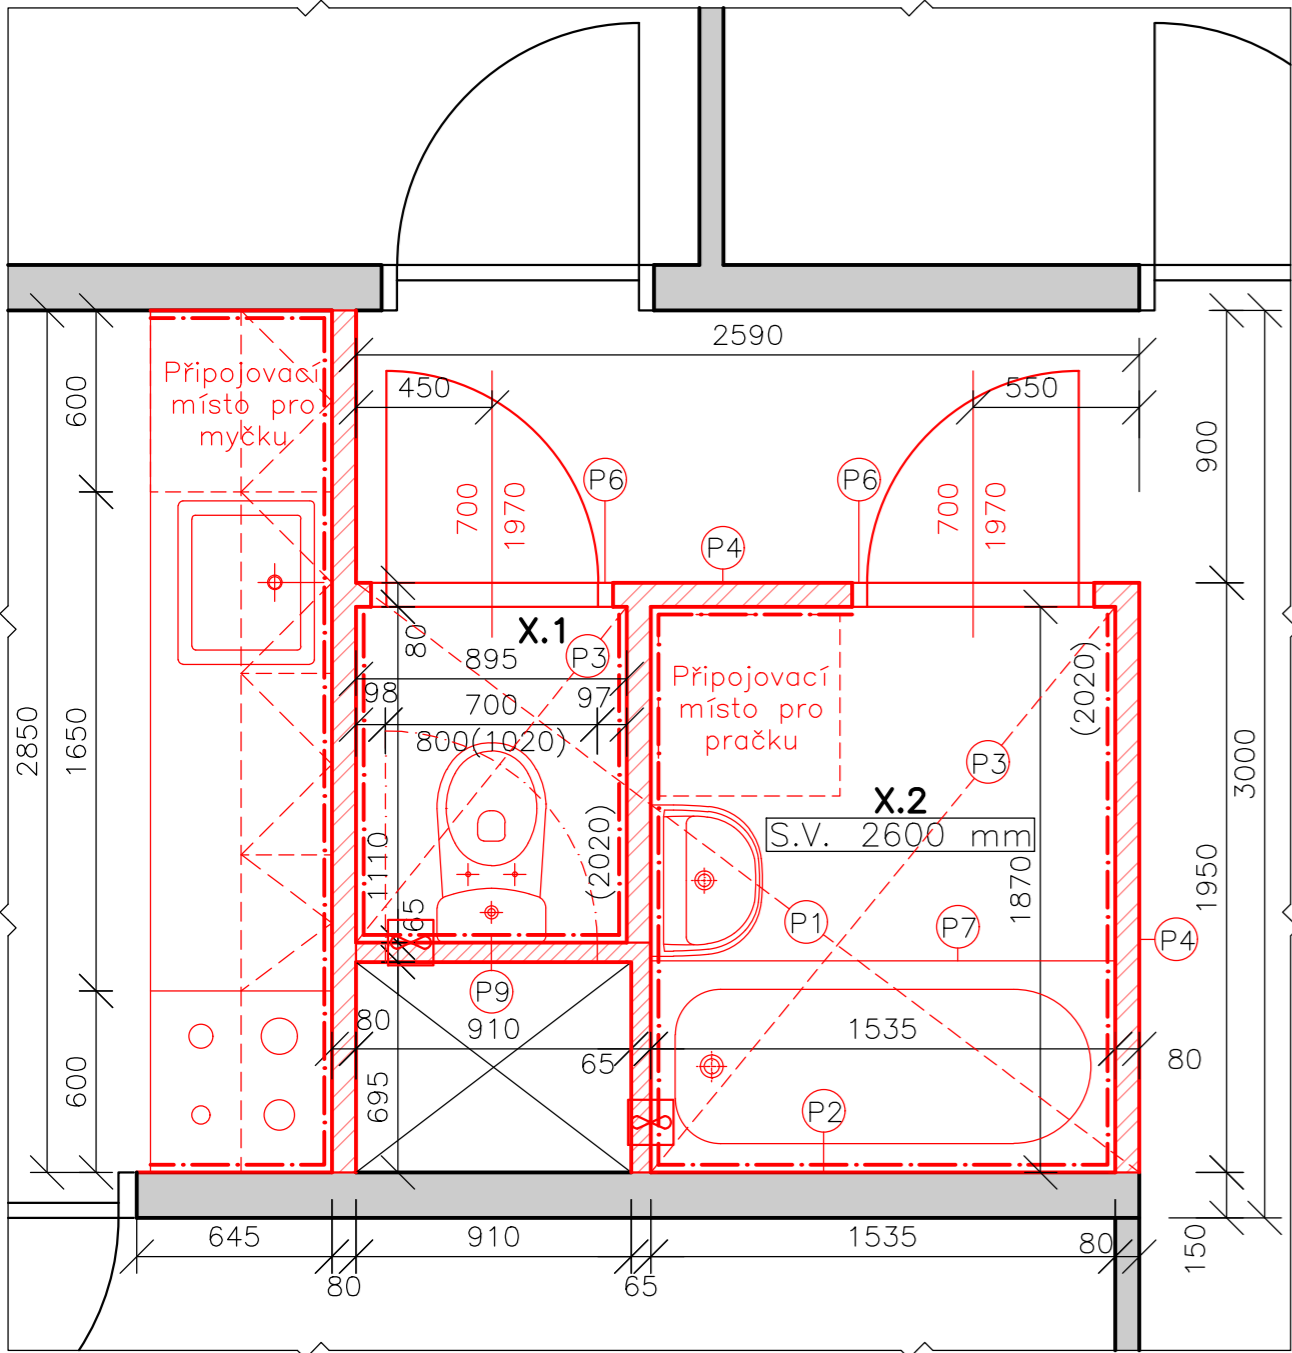 2590
Připojovací
místo pro
myčku
450
550
600
900
P6
P6
700
1970
700
1970
P4
80
X.1
895
P3
Připojovací
místo pro
pračku
(2020)
98
700
97
800(1020)
2850
1650
P3
3000
X.2
S.V. 2600 mm
1110
(2020)
1870
1950
65
P1
P7
P4
P9
80
910
65
1535
80
600
695
P2
645
910
1535
80
150
80
65